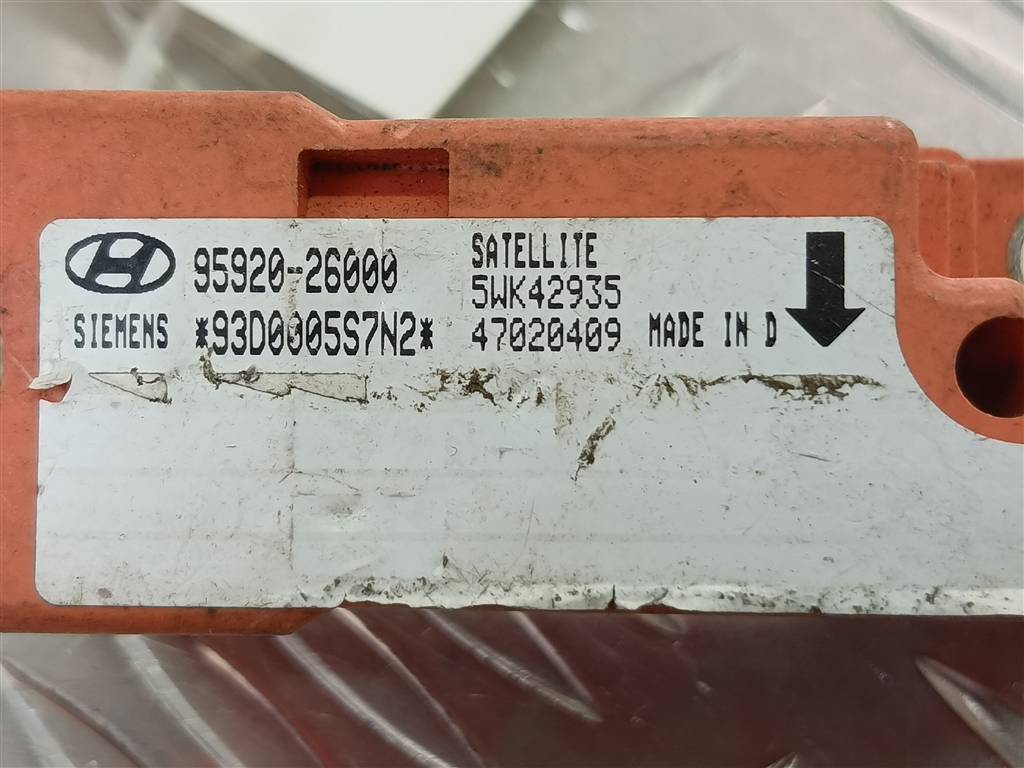 95920-26000 SATELLITE
5WK42935
SIEMENS *93D0005S7N2* 47020409 MADE IN D